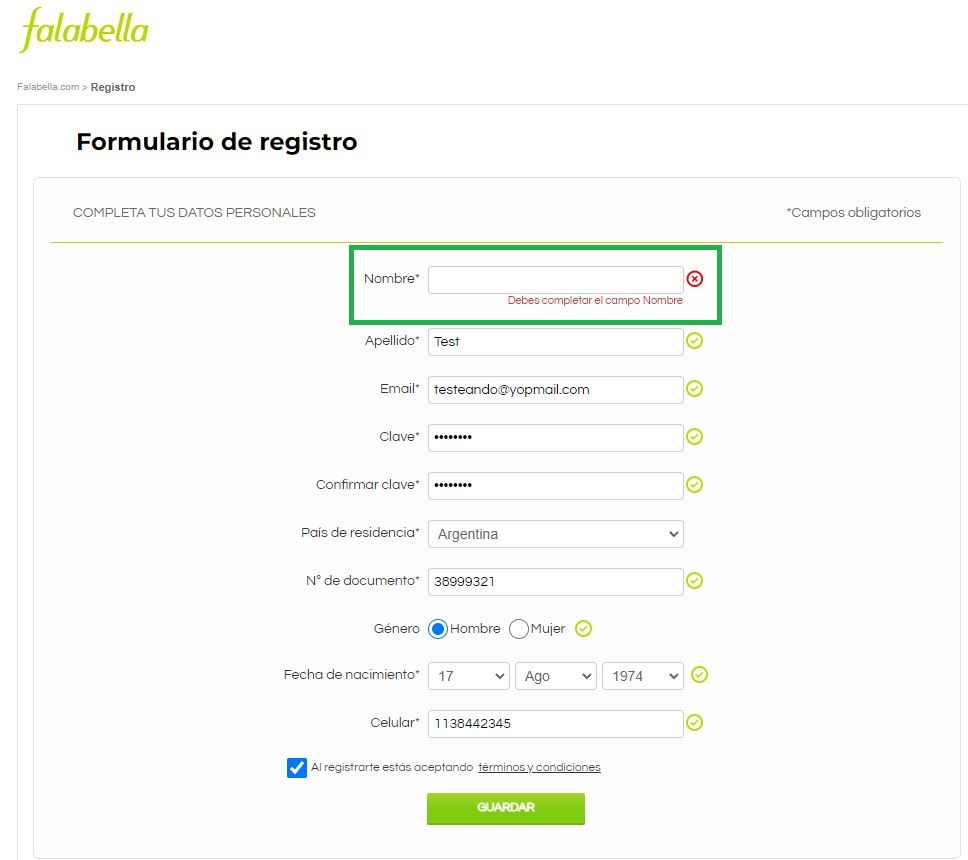 falabella
Falabella.com > Registro
Formulario de registro
COMPLETA TUS DATOS PERSONALES *Campos obligatorios
Nombre*
Debes completar el campo Nombre
Apellido* Test
Email* testeando@yopmail.com
Clave* ••••••••
Confirmar clave* ••••••••
País de residencia* Argentina
N° de documento* 38999321
Género Hombre Mujer
Fecha de nacimiento* 17 Ago 1974
Celular* 1138442345
Al registrarte estás aceptando términos y condiciones
GUARDAR